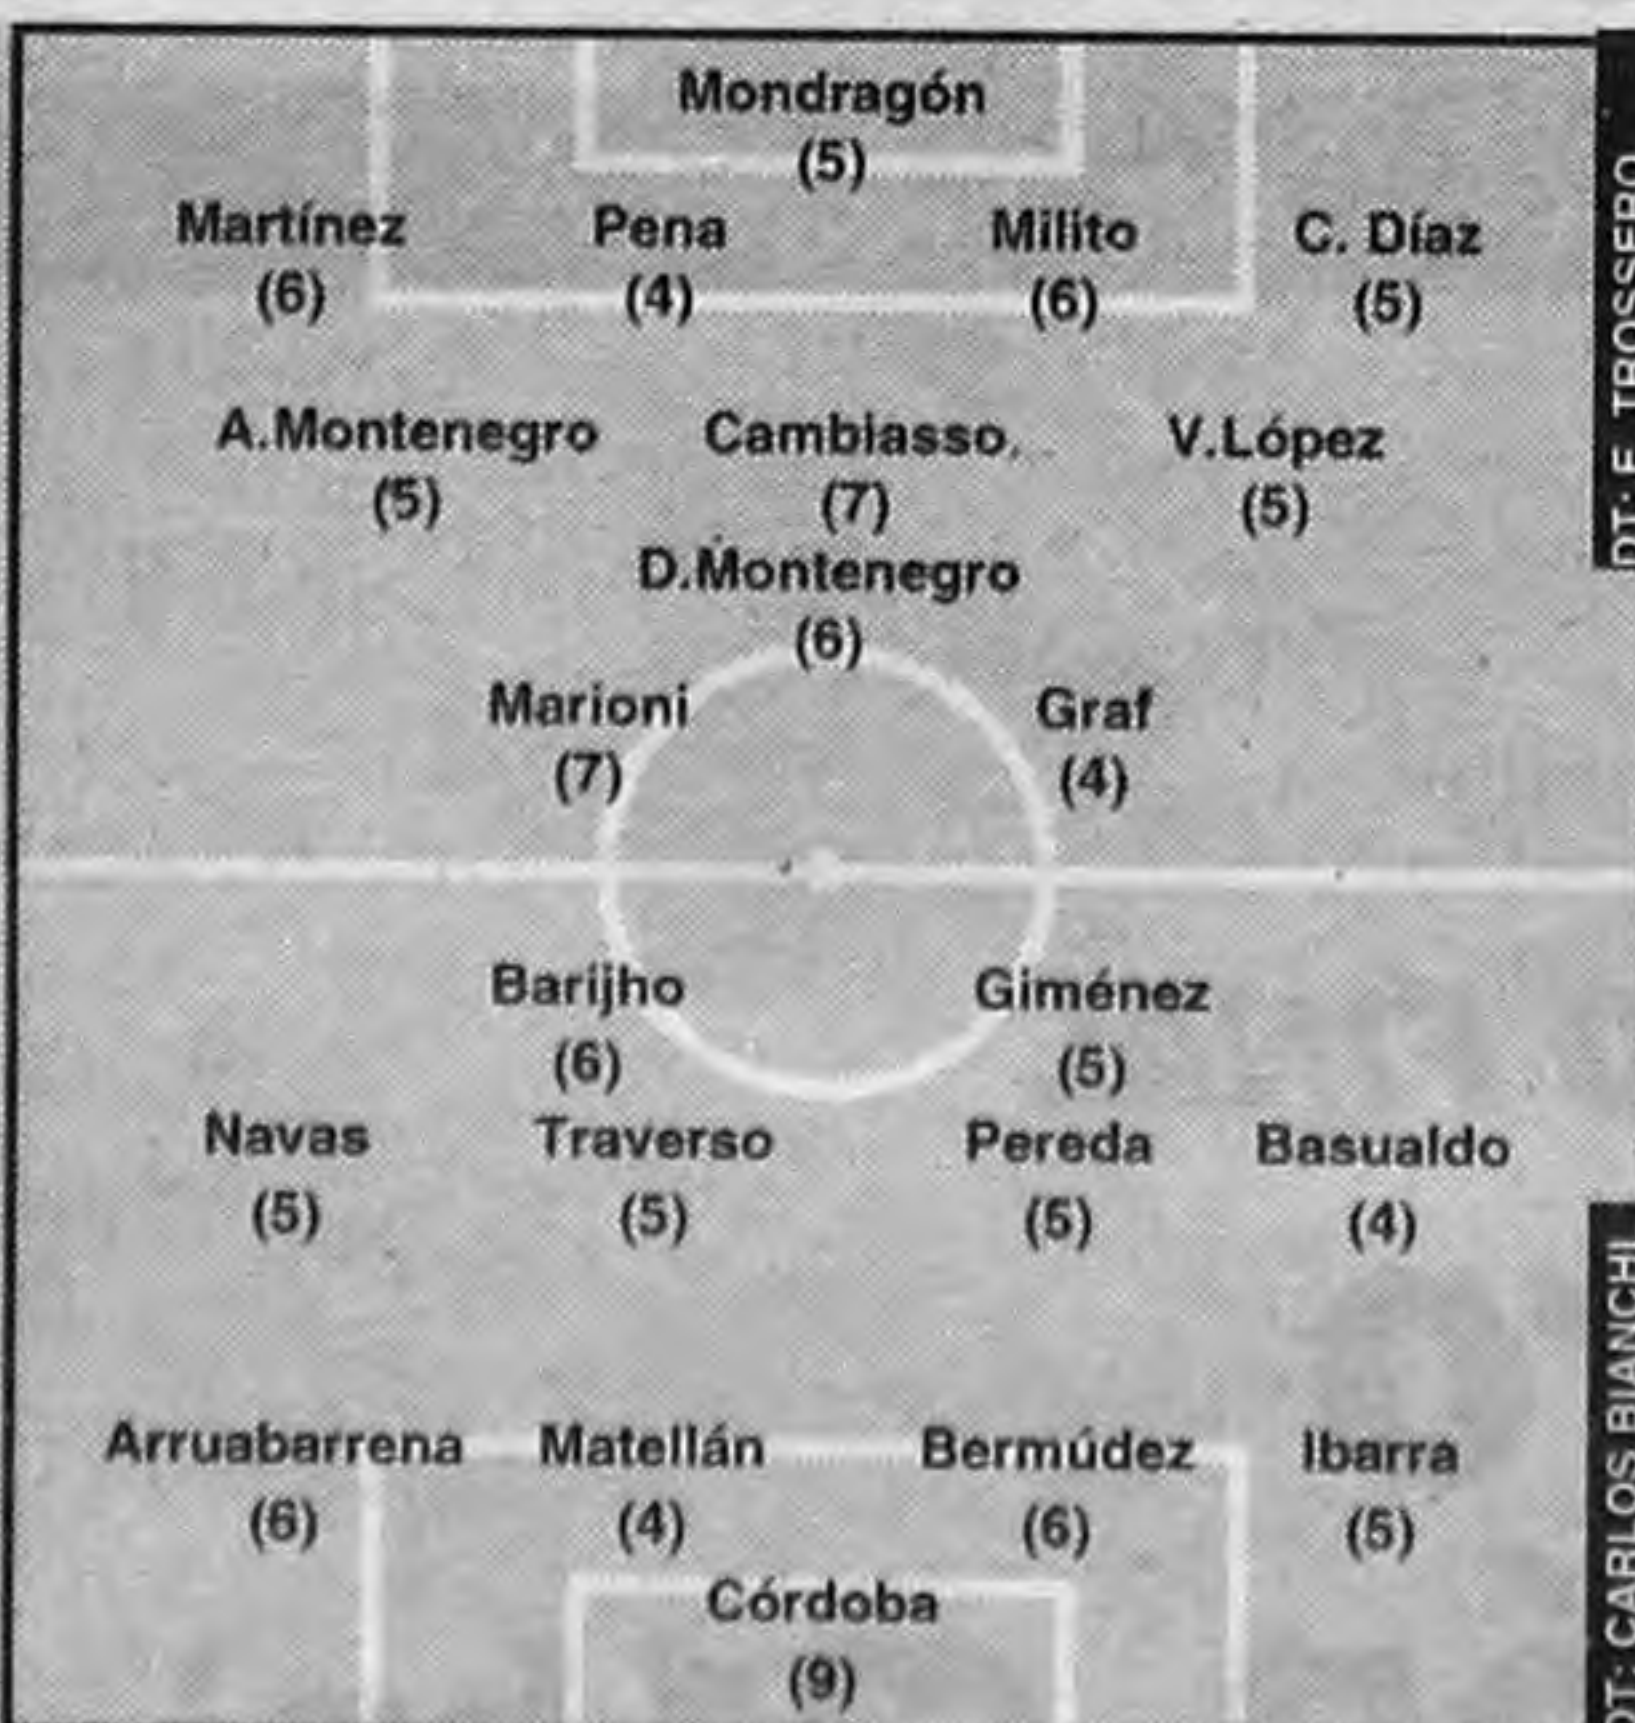 Mondragón
(5)
Martínez Pena Milito C. Díaz
(6) (4) (6) (5)
A.Montenegro Cambiasso. V.López
(5) (7) (5)
D.Montenegro
(6)
Marioni Graf
(7) (4)
Barijho Giménez
(6) (5)
Navas Traverso Pereda Basualdo
(5) (5) (5) (4)
Arruabarrena Matellán Bermúdez Ibarra
(6) (4) (6) (5)
Córdoba
(9)
DT: E. TROSSERO
DT: CARLOS BIANCHI